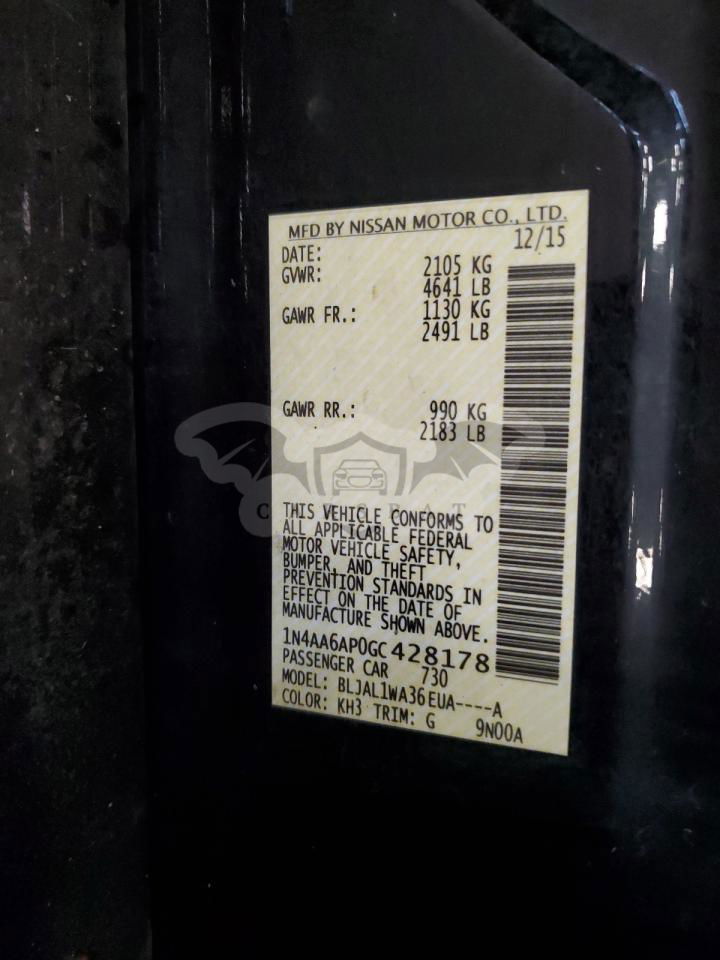 MFD BY NISSAN MOTOR CO., LTD.
DATE: 12/15
GVWR: 2105 KG
4641 LB
GAWR FR.: 1130 KG
2491 LB
GAWR RR.: 990 KG
2183 LB
THIS VEHICLE CONFORMS TO
ALL APPLICABLE FEDERAL
MOTOR VEHICLE SAFETY,
BUMPER, AND THEFT
PREVENTION STANDARDS IN
EFFECT ON THE DATE OF
MANUFACTURE SHOWN ABOVE.
1N4AA6AP0GC428178
PASSENGER CAR 730
MODEL: BLJAL1WA36EUA----A
COLOR: KH3 TRIM: G 9N00A